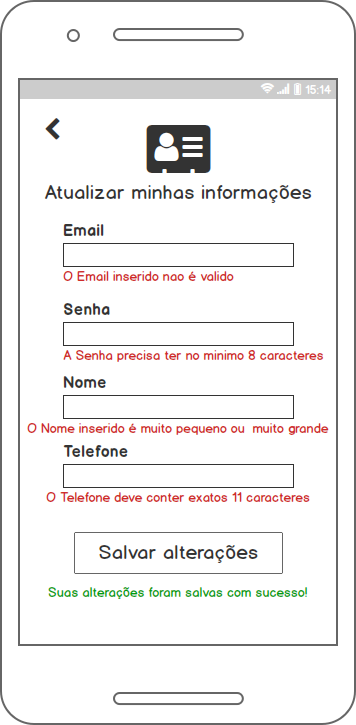 15:14
Atualizar minhas informações
Email
O Email inserido nao é valido
Senha
A Senha precisa ter no minimo 8 caracteres
Nome
O Nome inserido é muito pequeno ou  muito grande
Telefone
O Telefone deve conter exatos 11 caracteres
Salvar alterações
Suas alterações foram salvas com sucesso!